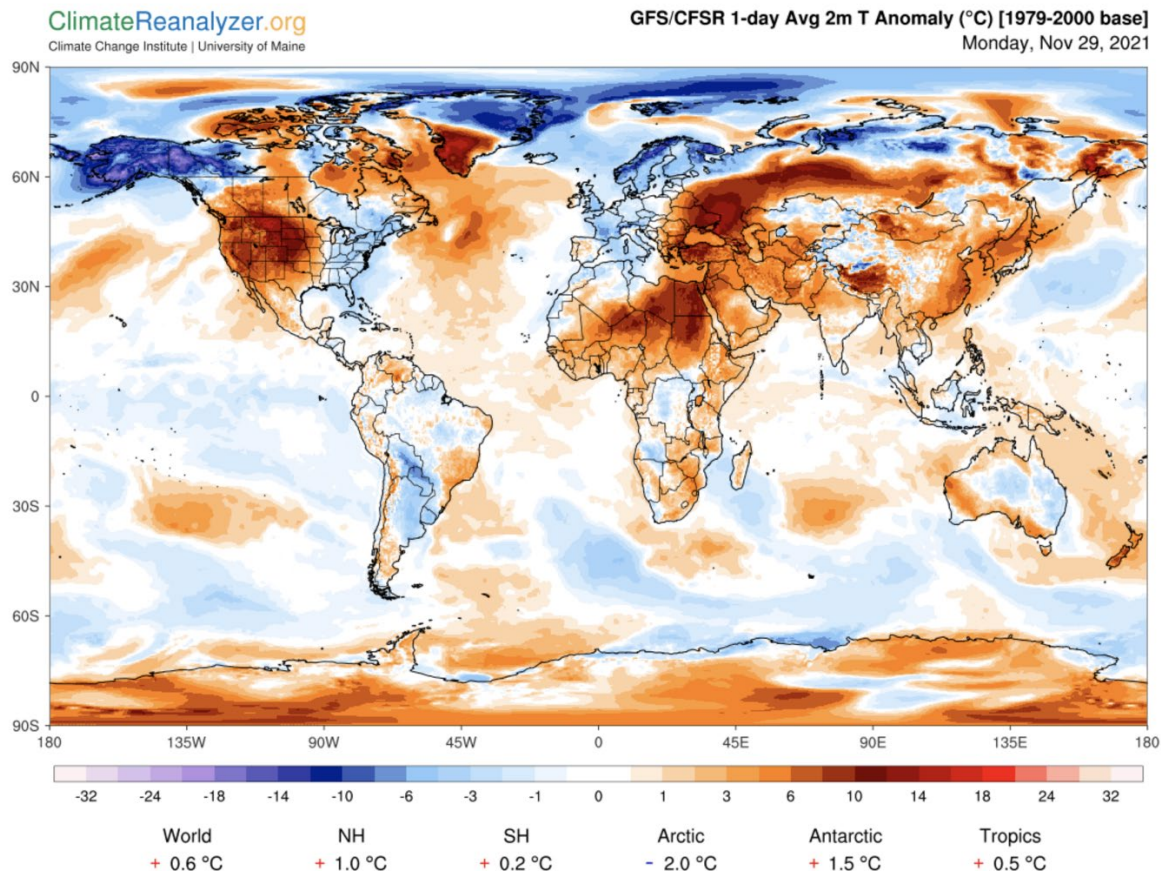 ClimateReanalyzer.org
Climate Change Institute | University of Maine
GFS/CFSR 1-day Avg 2m T Anomaly (°C) [1979-2000 base]
Monday, Nov 29, 2021
90N
60N
30N
0
30S
60S
90S
180 135W 90W 45W 0 45E 90E 135E 180
-32 -24 -18 -14 -10 -6 -3 -1 0 1 3 6 10 14 18 24 32
World NH SH Arctic Antarctic Tropics
+ 0.6 °C + 1.0 °C + 0.2 °C - 2.0 °C + 1.5 °C + 0.5 °C